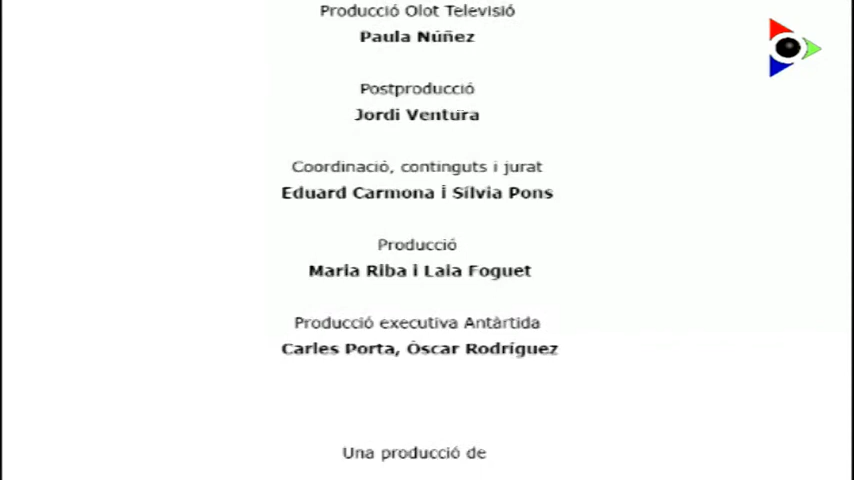 Producció Olot Televisió
Paula Núñez
Postproducció
Jordi Ventura
Coordinació, continguts i jurat
Eduard Carmona i Sílvia Pons
Producció
Maria Riba i Laia Foguet
Producció executiva Antàrtida
Carles Porta, Òscar Rodríguez
Una producció de